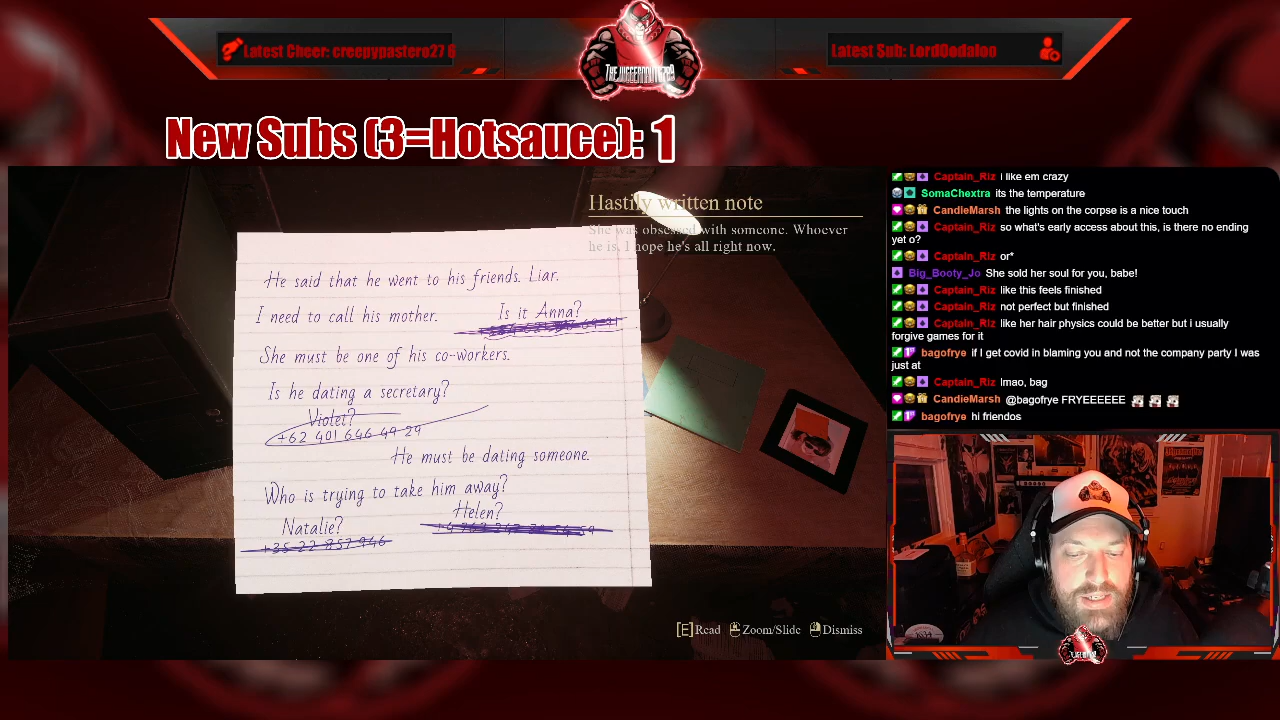 Latest Cheer: creepypastero27 6
Latest Sub: LordOodaloo
New Subs (3=Hotsauce): 1
Hastily written note
She was obsessed with someone. Whoever
he is, I hope he's all right now.
He said that he went to his friends. Liar.
I need to call his mother.
Is it Anna?
She must be one of his co-workers.
Is he dating a secretary?
Violet?
+62 401 646 49-29
He must be dating someone.
Who is trying to take him away?
Natalie?
Helen?
+35 22 857 946
[E]Read Zoom/Slide Dismiss
Captain_Riz i like em crazy
SomaChextra its the temperature
CandieMarsh the lights on the corpse is a nice touch
Captain_Riz so what's early access about this, is there no ending
yet o?
Captain_Riz or*
Big_Booty_Jo She sold her soul for you, babe!
Captain_Riz like this feels finished
Captain_Riz not perfect but finished
Captain_Riz like her hair physics could be better but i usually
forgive games for it
bagofrye if I get covid in blaming you and not the company party I was
just at
Captain_Riz lmao, bag
CandieMarsh @bagofrye FRYEEEEEE
bagofrye hi friendos